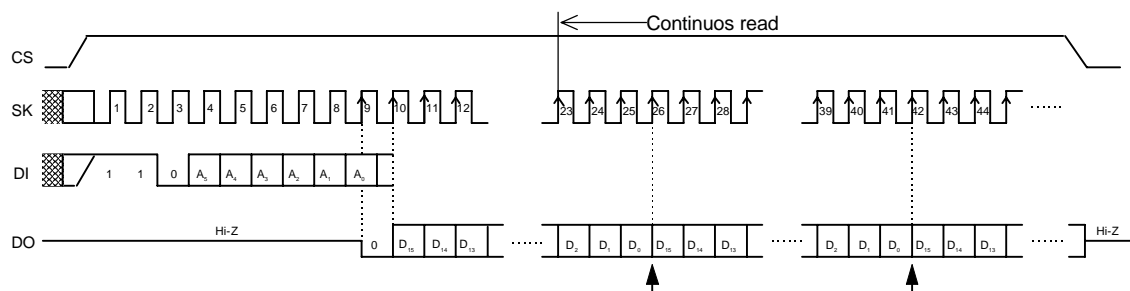 Continuos read
CS
SK 1 2 3 4 5 6 7 8 9 10 11 12 23 24 25 26 27 28 39 40 41 42 43 44
DI 1 1 0 A5 A4 A3 A2 A1 A0
Hi-Z Hi-Z
DO 0 D15 D14 D13 D2 D1 D0 D15 D14 D13 D2 D1 D0 D15 D14 D13